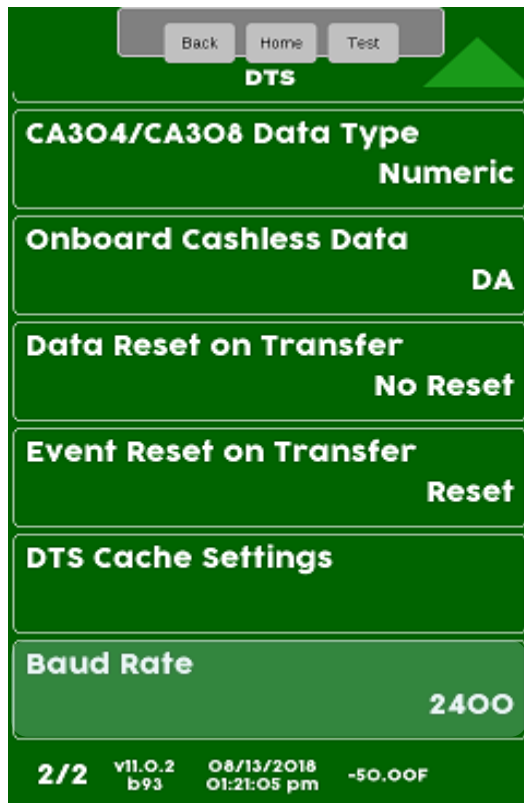 Back Home Test
DTS
CA304/CA308 Data Type
Numeric
Onboard Cashless Data
DA
Data Reset on Transfer
No Reset
Event Reset on Transfer
Reset
DTS Cache Settings
Baud Rate
2400
2/2 v11.0.2 08/13/2018 -50.00F
b93 01:21:05 pm